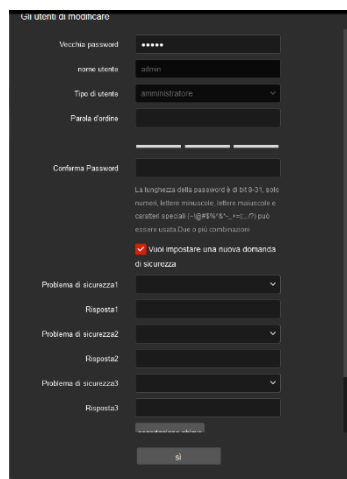 Gli utenti di modificare
Vecchia password •••••
nome utente admin
Tipo di utente amministratore
Parola d'ordine
Conferma Password
La lunghezza della password è di bit 8-31, solo
numeri, lettere minuscole, lettere maiuscole e
caratteri speciali
può
essere usata.Due o più combinazioni
Vuoi impostare una nuova domanda
di sicurezza
Problema di sicurezza1
Risposta1
Problema di sicurezza2
Risposta2
Problema di sicurezza3
Risposta3
sì